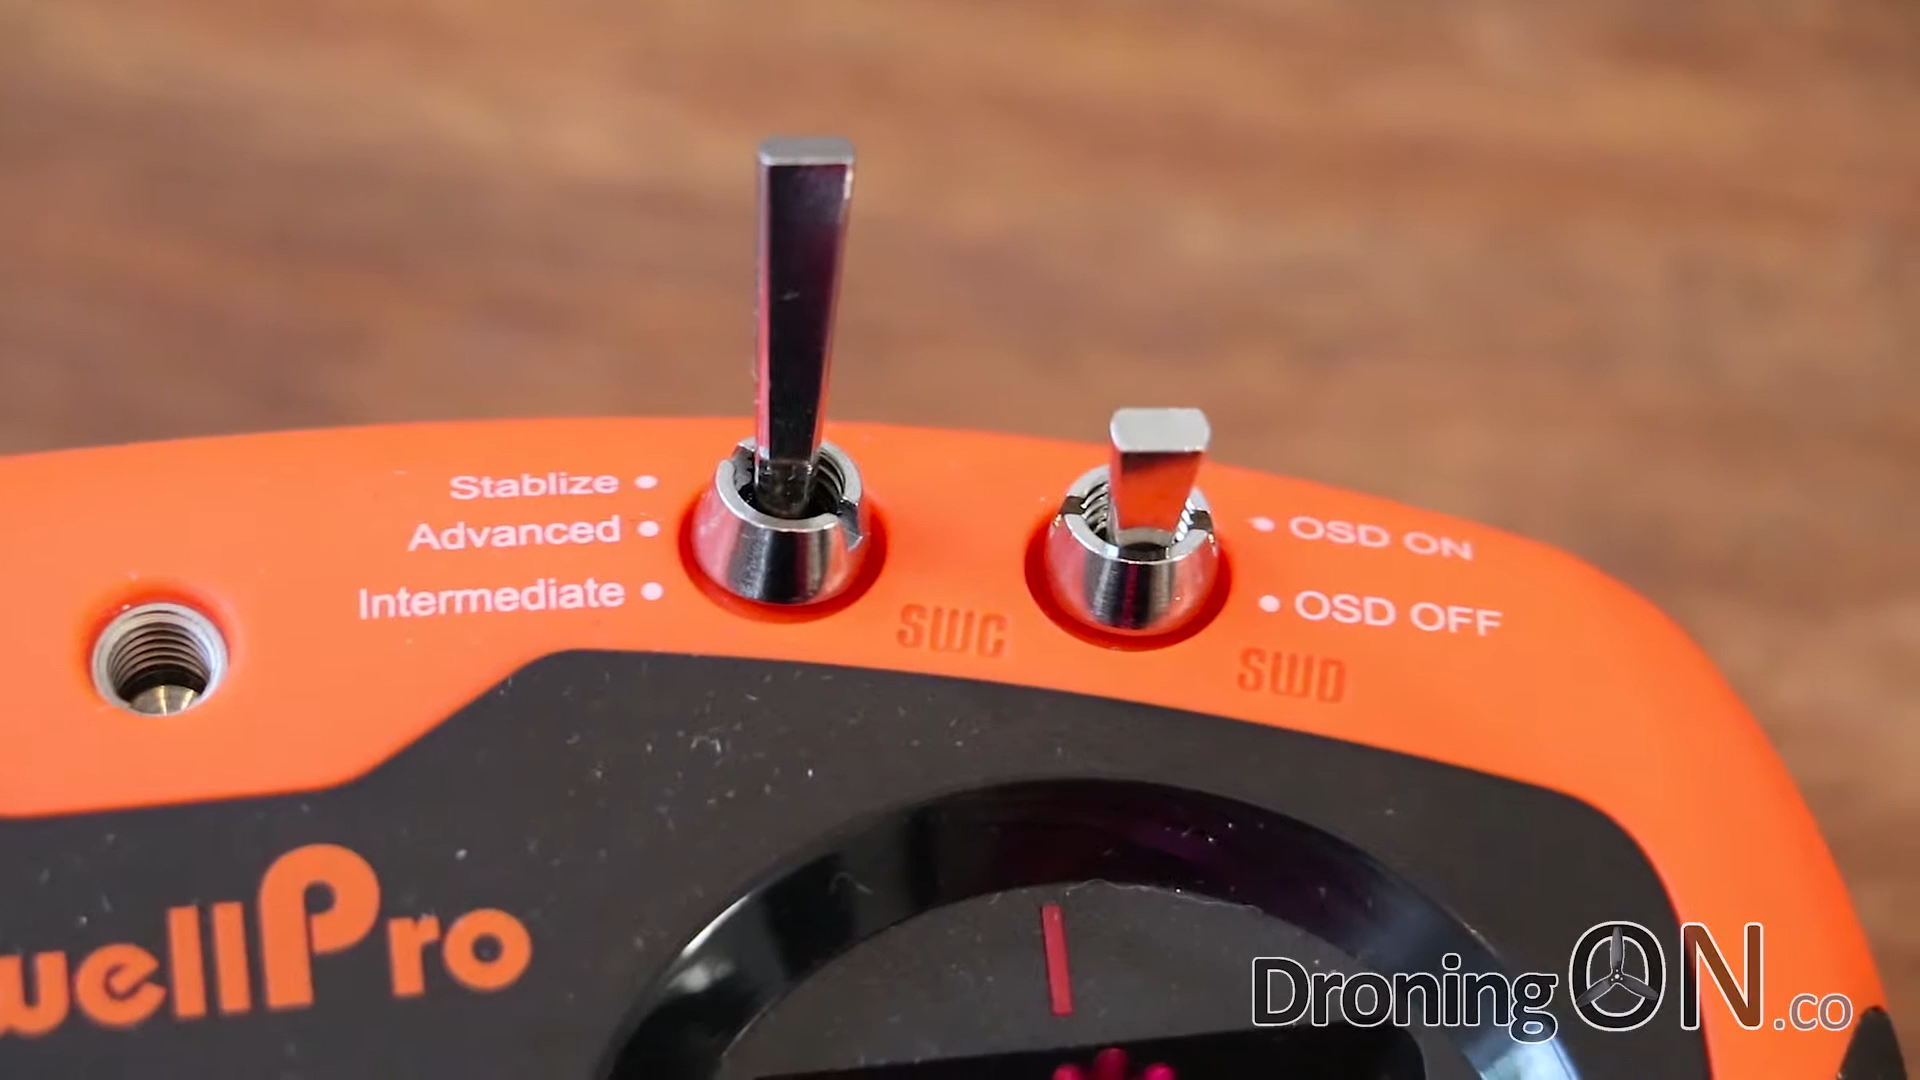 Stablize
Advanced
Intermediate
OSD ON
OSD OFF
SWC
SWD
wellPro
DroningON.co